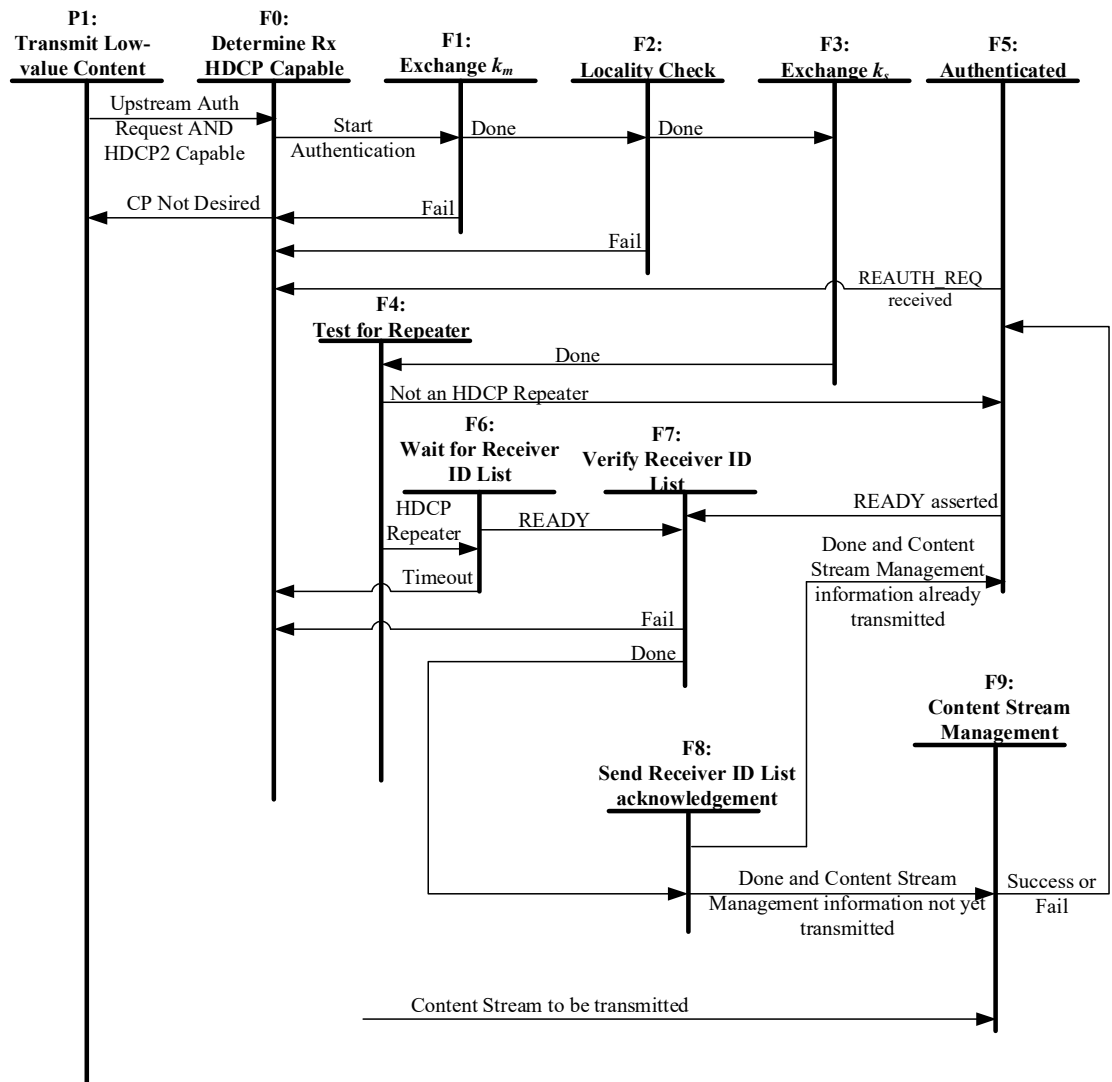 P1:
Transmit Low-
value Content
F0:
Determine Rx
HDCP Capable
F1:
Exchange km
F2:
Locality Check
F3:
Exchange ks
F5:
Authenticated
Upstream Auth
Request AND
HDCP2 Capable
Start
Authentication
Done
Done
CP Not Desired
Fail
Fail
REAUTH_REQ
received
F4:
Test for Repeater
Done
Not an HDCP Repeater
F6:
Wait for Receiver
ID List
F7:
Verify Receiver ID
List
HDCP
Repeater
READY
READY asserted
Timeout
Done and Content
Stream Management
information already
transmitted
Fail
Done
F9:
Content Stream
Management
F8:
Send Receiver ID List
acknowledgement
Done and Content Stream
Management information not yet
transmitted
Success or
Fail
Content Stream to be transmitted